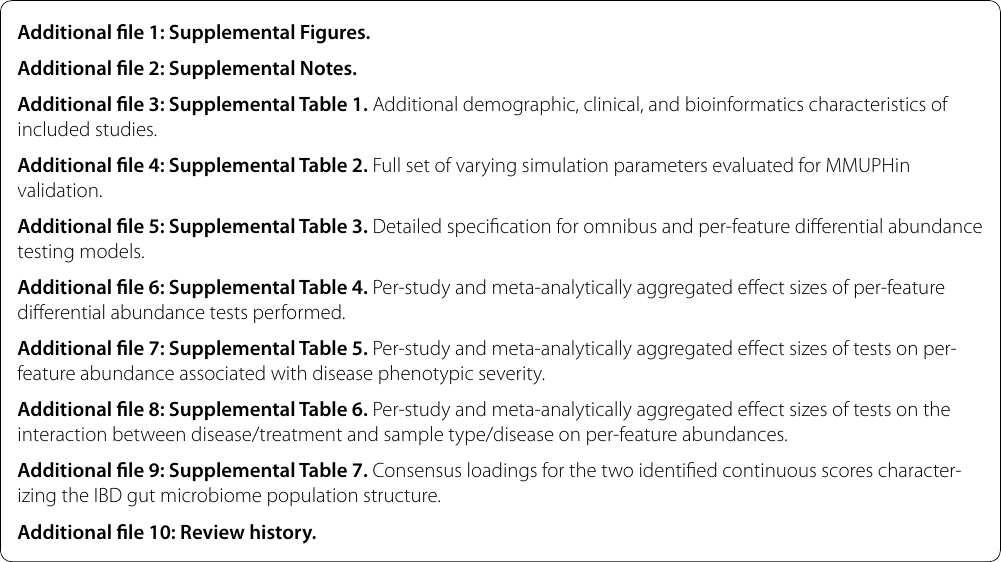 Additional file 1: Supplemental Figures.
Additional file 2: Supplemental Notes.
Additional file 3: Supplemental Table 1. Additional demographic, clinical, and bioinformatics characteristics of
included studies.
Additional file 4: Supplemental Table 2. Full set of varying simulation parameters evaluated for MMUPHin
validation.
Additional file 5: Supplemental Table 3. Detailed specification for omnibus and per-feature differential abundance
testing models.
Additional file 6: Supplemental Table 4. Per-study and meta-analytically aggregated effect sizes of per-feature
differential abundance tests performed.
Additional file 7: Supplemental Table 5. Per-study and meta-analytically aggregated effect sizes of tests on per-
feature abundance associated with disease phenotypic severity.
Additional file 8: Supplemental Table 6. Per-study and meta-analytically aggregated effect sizes of tests on the
interaction between disease/treatment and sample type/disease on per-feature abundances.
Additional file 9: Supplemental Table 7. Consensus loadings for the two identified continuous scores character-
izing the IBD gut microbiome population structure.
Additional file 10: Review history.